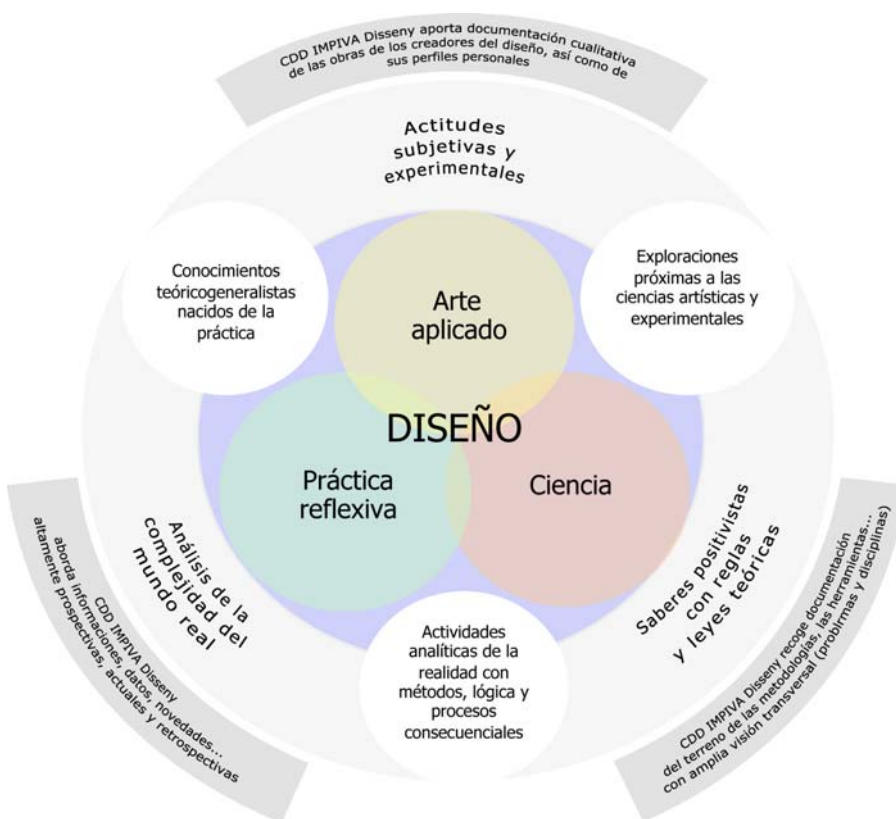 CDD IMPIVA Disseny aporta documentación cualitativa
de las obras de los creadores del diseño, así como de
sus perfiles personales
Actitudes
subjetivas y
experimentales
Conocimientos
teóricogeneralistas
nacidos de la
práctica
Exploraciones
próximas a las
ciencias artísticas y
experimentales
Arte
aplicado
DISEÑO
Práctica
reflexiva
Ciencia
Análisis de la
complejidad del
mundo real
Saberes positivistas
con reglas
y leyes teóricas
Actividades
analíticas de la
realidad con
métodos, lógica y
procesos
consecuenciales
CDD IMPIVA Disseny
aborda informaciones, datos, novedades...
altamente prospectivas, actuales y retrospectivas
CDD IMPIVA Disseny recoge documentación
del terreno de las metodologías, las herramientas...
con amplia visión transversal (probirmas y disciplinas)